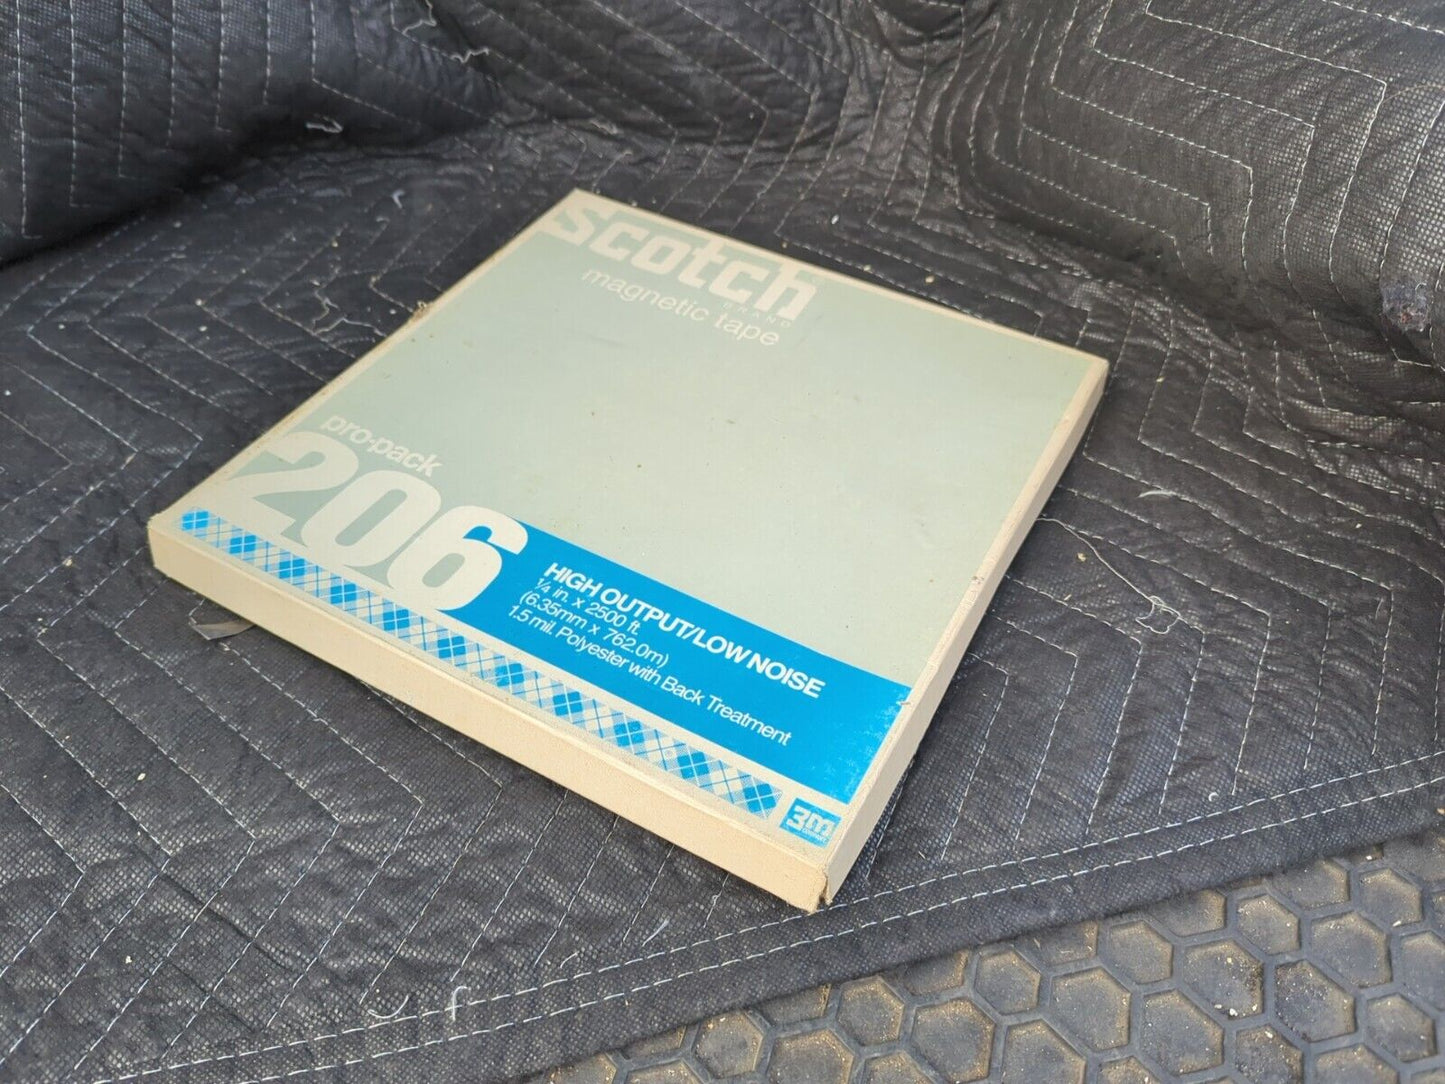 scotch
BRAND
magnetic tape
pro-pack
206
HIGH OUTPUT/LOW NOISE
1/4 in. x 2500 ft.
(6.35mm x 762.0m)
1.5 mil. Polyester with Back Treatment
3m
COMPANY